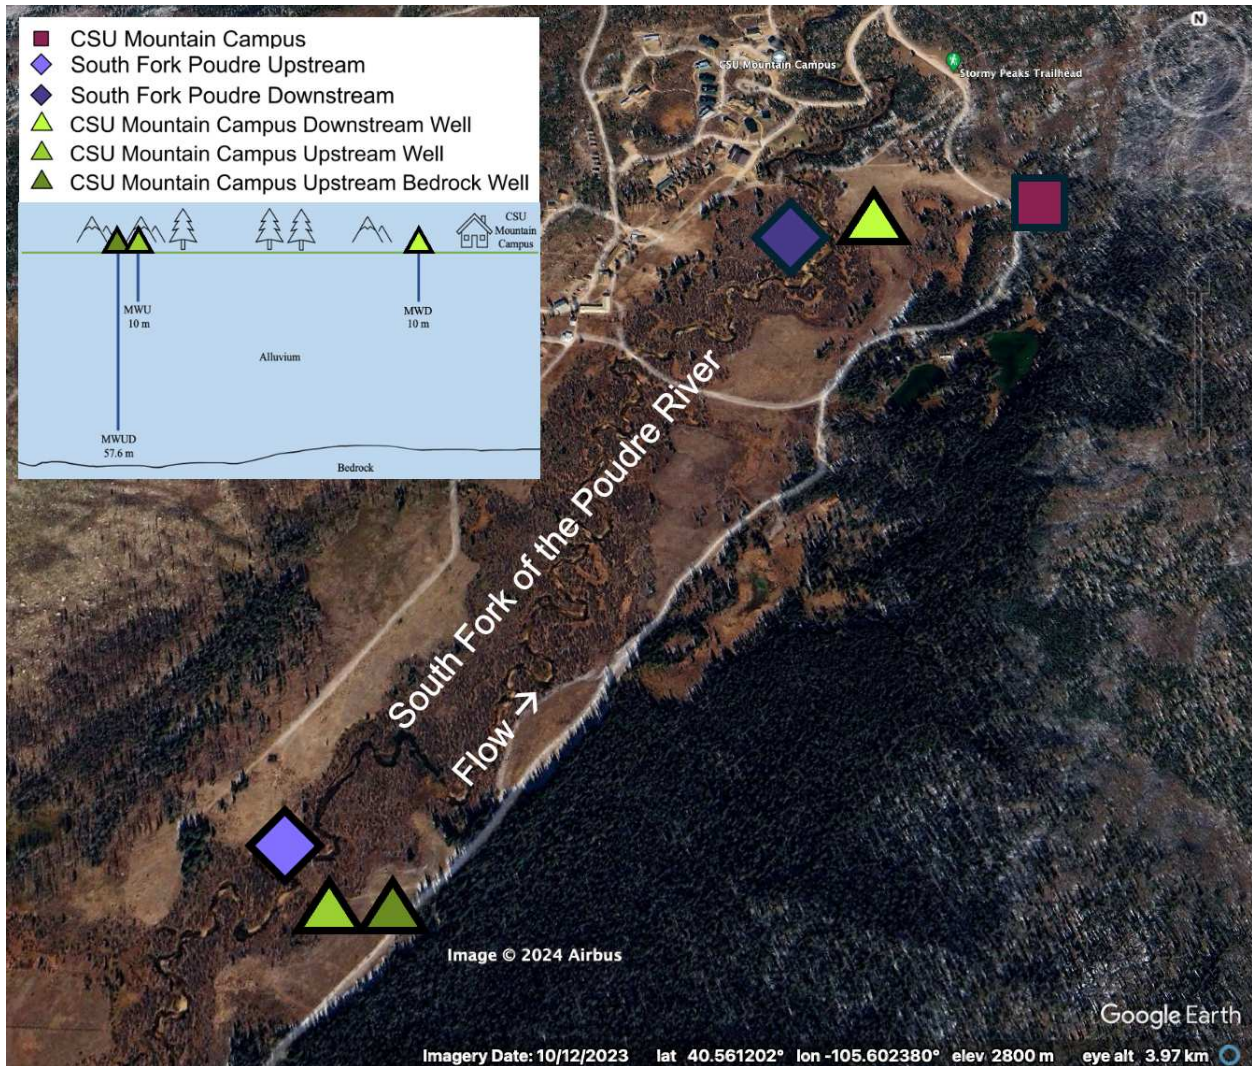 CSU Mountain Campus
South Fork Poudre Upstream
South Fork Poudre Downstream
CSU Mountain Campus Downstream Well
CSU Mountain Campus Upstream Well
CSU Mountain Campus Upstream Bedrock Well
CSU
Mountain
Campus
MWU
10 m
MWD
10 m
Alluvium
MWUD
57.6 m
Bedrock
N
CSU Mountain Campus
Stormy Peaks Trailhead
South Fork of the Poudre River
Flow →
Image © 2024 Airbus
Google Earth
Imagery Date: 10/12/2023 lat 40.561202° lon -105.602380° elev 2800 m eye alt 3.97 km